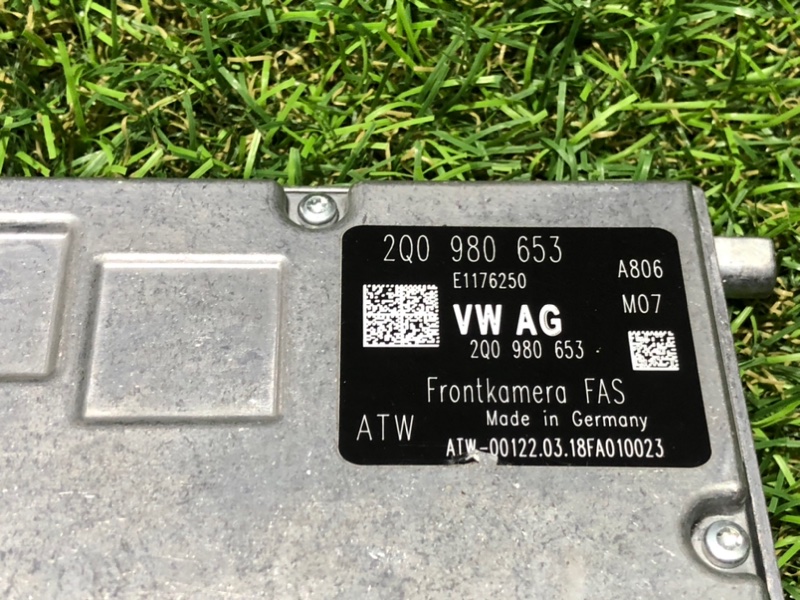 2Q0 980 653
E1176250
A806
M07
VW AG
2Q0 980 653
Frontkamera FAS
Made in Germany
ATW
ATW-00122.03.18FA010023